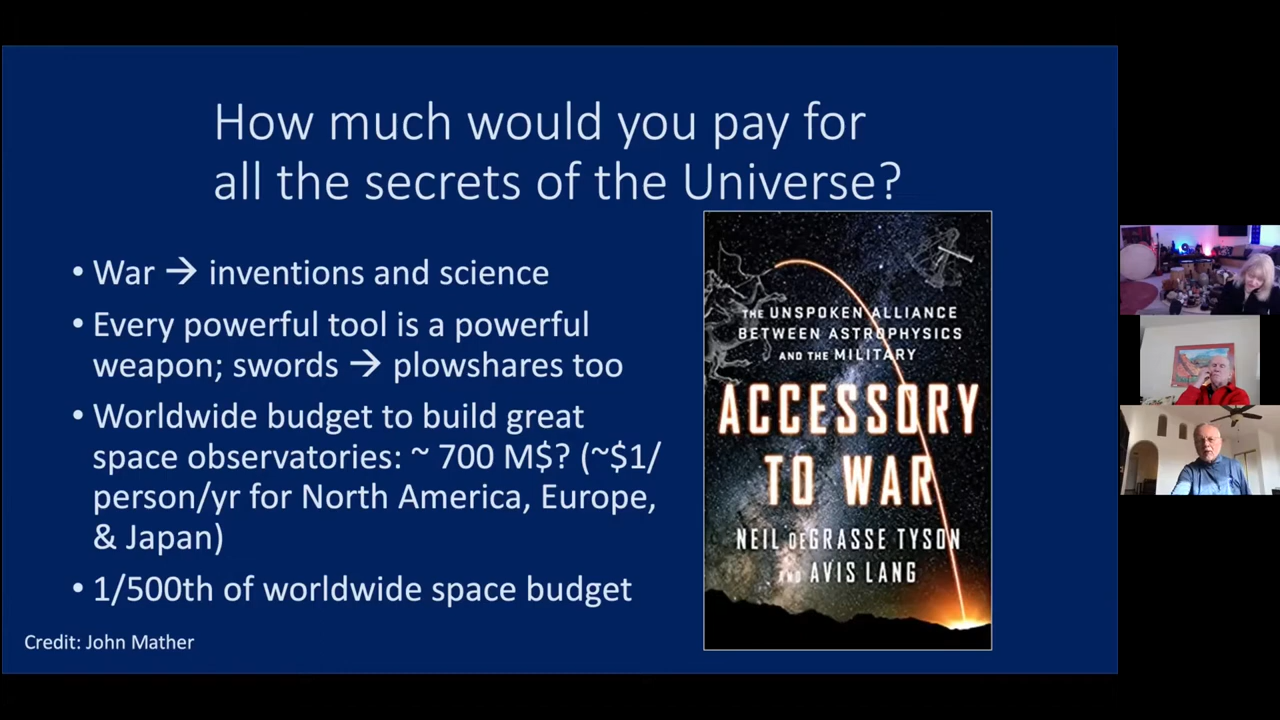 How much would you pay for
all the secrets of the Universe?
• War → inventions and science
• Every powerful tool is a powerful
weapon; swords → plowshares too
• Worldwide budget to build great
space observatories: ~ 700 M$? (~$1/
person/yr for North America, Europe,
& Japan)
• 1/500th of worldwide space budget
Credit: John Mather
THE UNSPOKEN ALLIANCE
BETWEEN ASTROPHYSICS
AND THE MILITARY
ACCESSORY
TO WAR
NEIL DEGRASSE TYSON
AND AVIS LANG